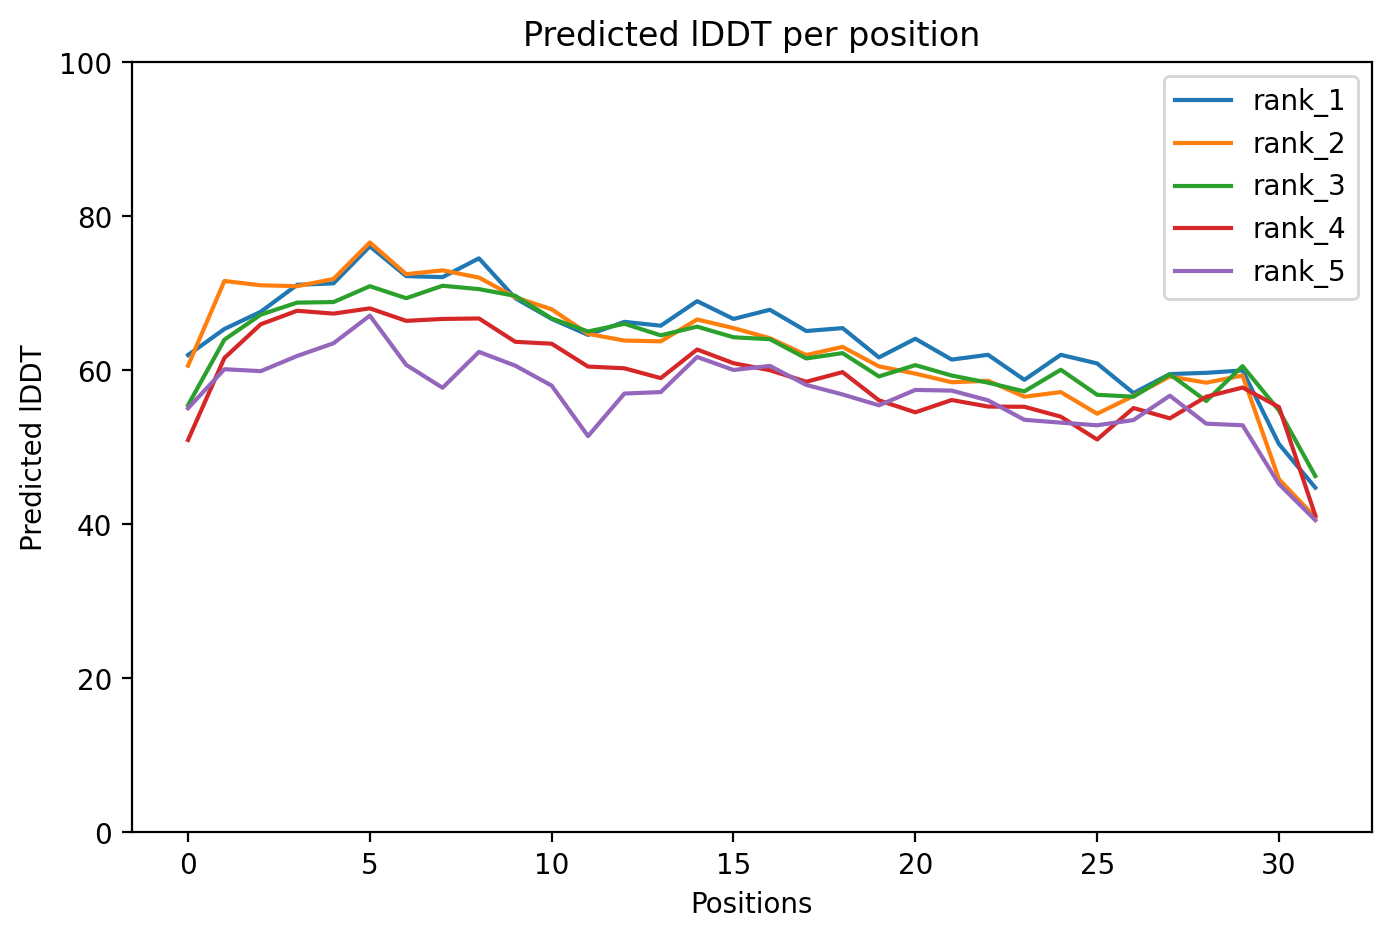 Predicted lDDT per position
100
80
60
40
20
0
Predicted lDDT
0 5 10 15 20 25 30
Positions
rank_1
rank_2
rank_3
rank_4
rank_5